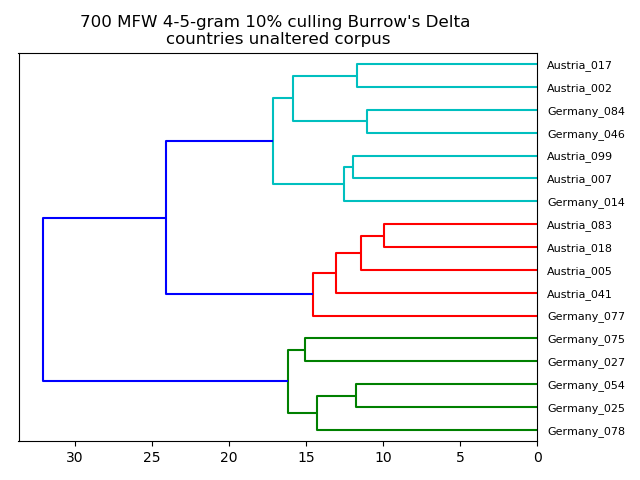 700 MFW 4-5-gram 10% culling Burrow's Delta
countries unaltered corpus
Austria_017
Austria_002
Germany_084
Germany_046
Austria_099
Austria_007
Germany_014
Austria_083
Austria_018
Austria_005
Austria_041
Germany_077
Germany_075
Germany_027
Germany_054
Germany_025
Germany_078
30 25 20 15 10 5 0